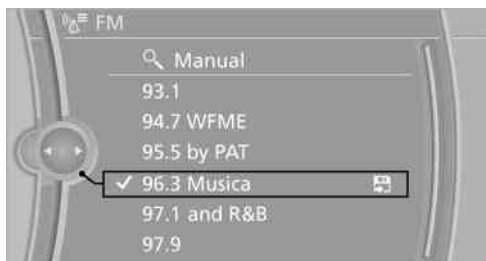 FM
Manual
93.1
94.7 WFME
95.5 by PAT
96.3 Musica
97.1 and R&B
97.9